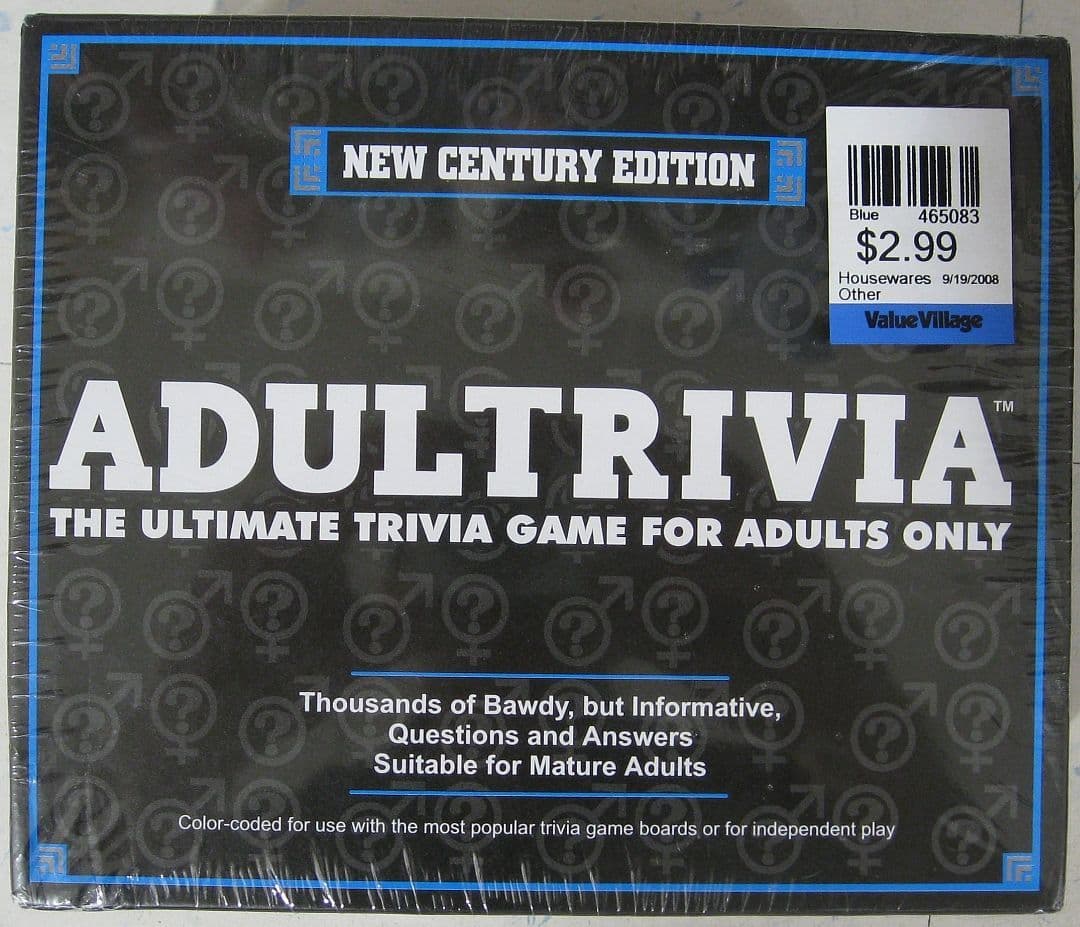 NEW CENTURY EDITION
Blue 465083
$2.99
Housewares 9/19/2008
Other
Value Village
ADULTRIVIA™
THE ULTIMATE TRIVIA GAME FOR ADULTS ONLY
Thousands of Bawdy, but Informative,
Questions and Answers
Suitable for Mature Adults
Color-coded for use with the most popular trivia game boards or for independent play